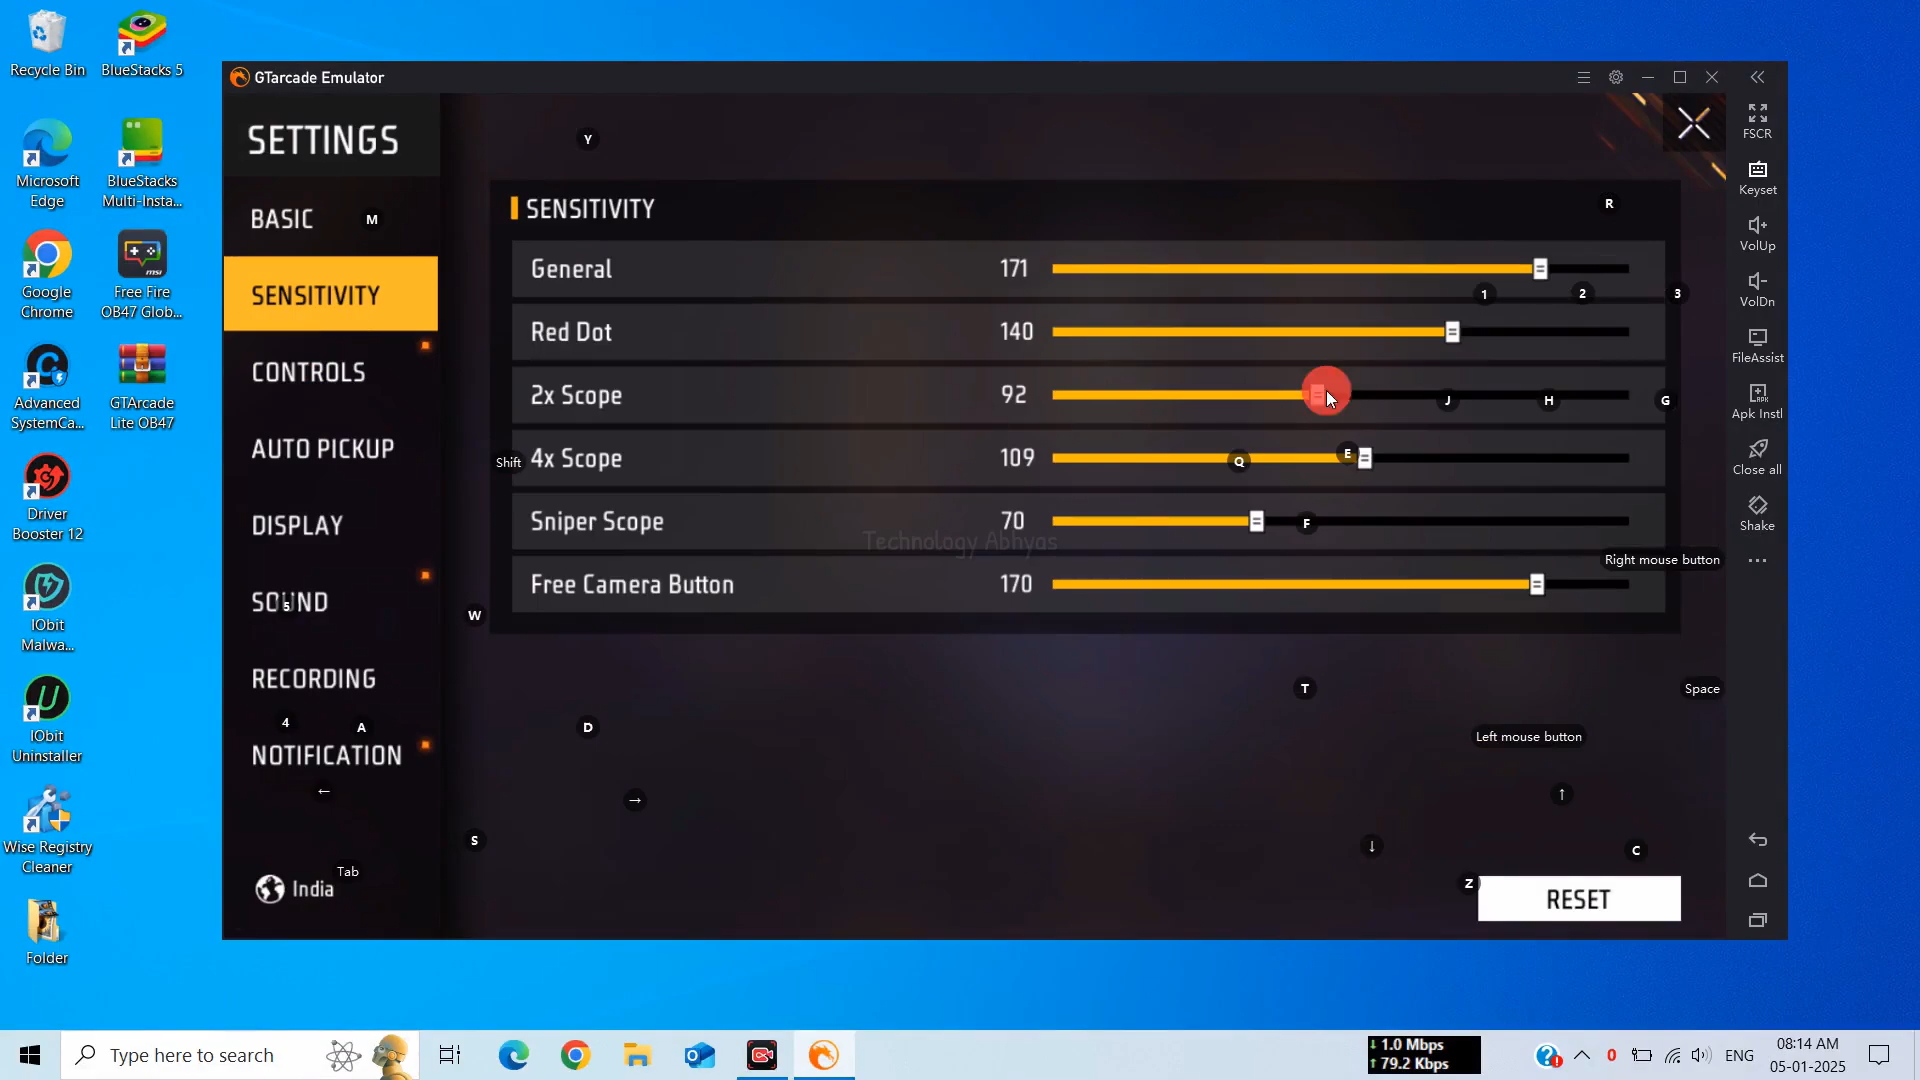 Recycle Bin
BlueStacks 5
Microsoft
Edge
BlueStacks
Multi-Insta...
Google
Chrome
Free Fire
OB47 Glob...
msi
Advanced
SystemCa...
GTArcade
Lite OB47
Driver
Booster 12
IObit
Malwa...
IObit
Uninstaller
Wise Registry
Cleaner
Folder
GTarcade Emulator
SETTINGS
BASIC
SENSITIVITY
CONTROLS
AUTO PICKUP
DISPLAY
SOUND
RECORDING
NOTIFICATION
India
M
5
4
A
←
Tab
Y
SENSITIVITY
R
General 171
1 2 3
Red Dot 140
2x Scope 92
J H G
Shift
4x Scope 109
Q E
Sniper Scope 70
F
Technology Abhyas
Right mouse button
Free Camera Button 170
W
T
Space
D
Left mouse button
→
↑
S
↓
C
Z
RESET
FSCR
Keyset
VolUp
VolDn
FileAssist
Apk Instl
Close all
Shake
Type here to search
↓ 1.0 Mbps
↑ 79.2 Kbps
0
ENG
08:14 AM
05-01-2025